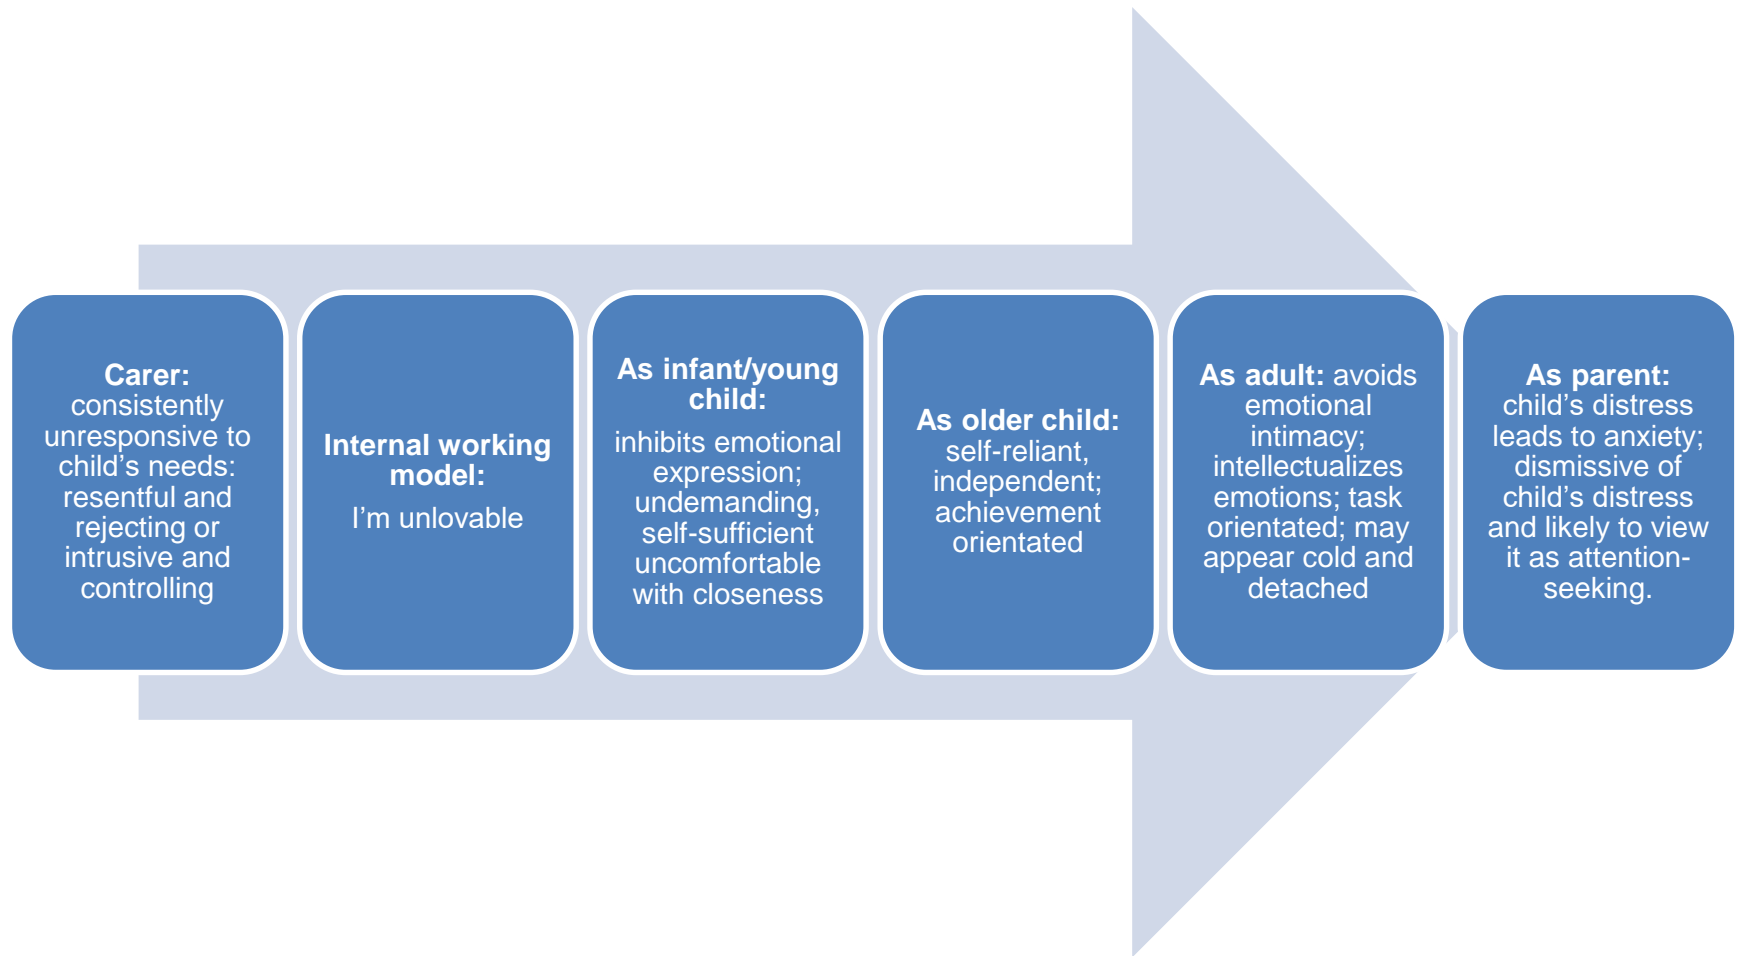 Carer:
consistently
unresponsive to
child’s needs:
resentful and
rejecting or
intrusive and
controlling
Internal working
model:
I’m unlovable
As infant/young
child:
inhibits emotional
expression;
undemanding,
self-sufficient
uncomfortable
with closeness
As older child:
self-reliant,
independent;
achievement
orientated
As adult: avoids
emotional
intimacy;
intellectualizes
emotions; task
orientated; may
appear cold and
detached
As parent:
child’s distress
leads to anxiety;
dismissive of
child’s distress
and likely to view
it as attention-
seeking.